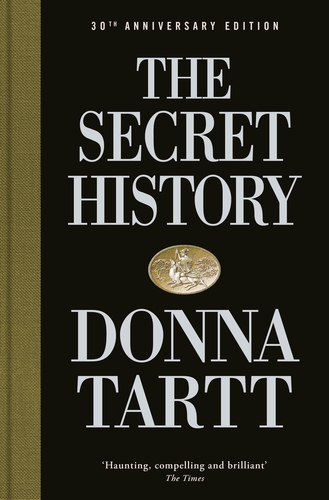 30TH ANNIVERSARY EDITION
THE
SECRET
HISTORY
DONNA
TARTT
‘Haunting, compelling and brilliant’
The Times